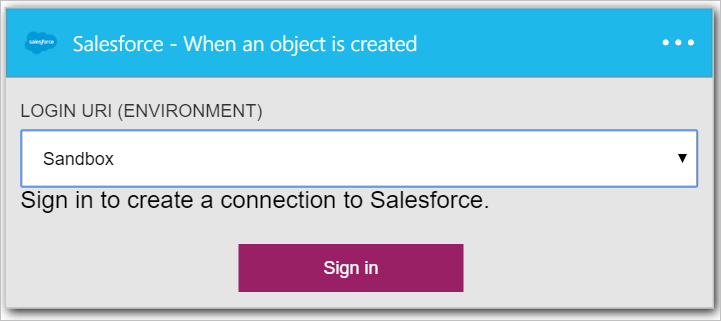 salesforce
Salesforce - When an object is created
LOGIN URI (ENVIRONMENT)
Sandbox
Sign in to create a connection to Salesforce.
Sign in